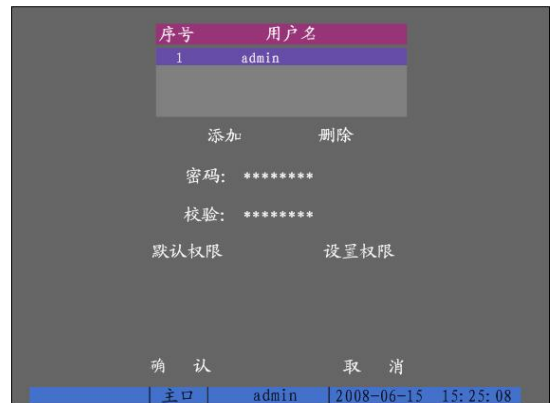 序号 用户名
1 admin
添加 删除
密码: ********
校验: ********
默认权限 设置权限
确 认 取 消
主口 admin 2008-06-15 15:25:08